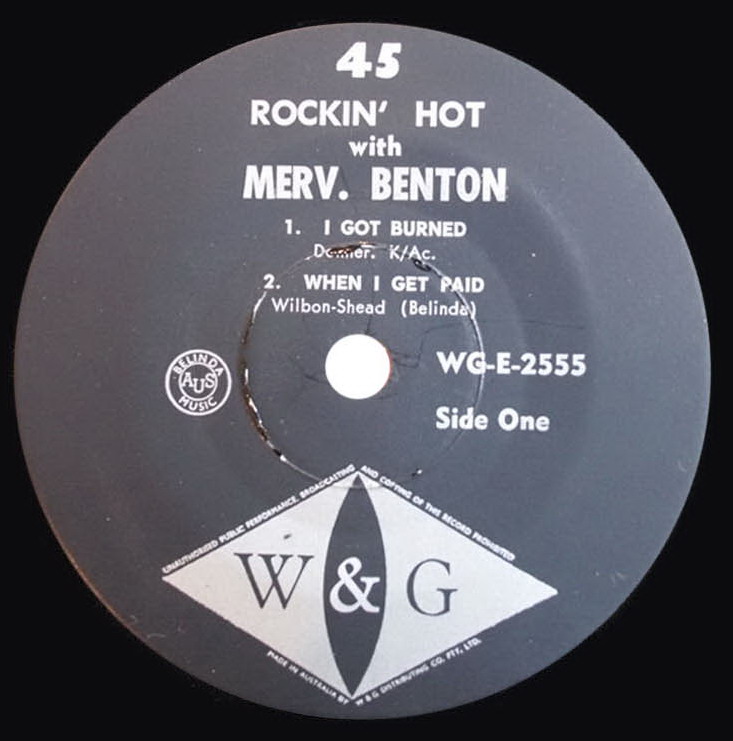 45
ROCKIN' HOT
with
MERV. BENTON
1. I GOT BURNED
K/Ac.
2. WHEN I GET PAID
Wilbon-Shead (Belinda)
BELINDA
AUS
MUSIC
WG-E-2555
Side One
UNAUTHORISED PUBLIC PERFORMANCE BROADCASTING AND COPYING OF THIS RECORD PROHIBITED
W & G
MADE IN AUSTRALIA BY W & G DISTRIBUTING CO. PTY. LTD.